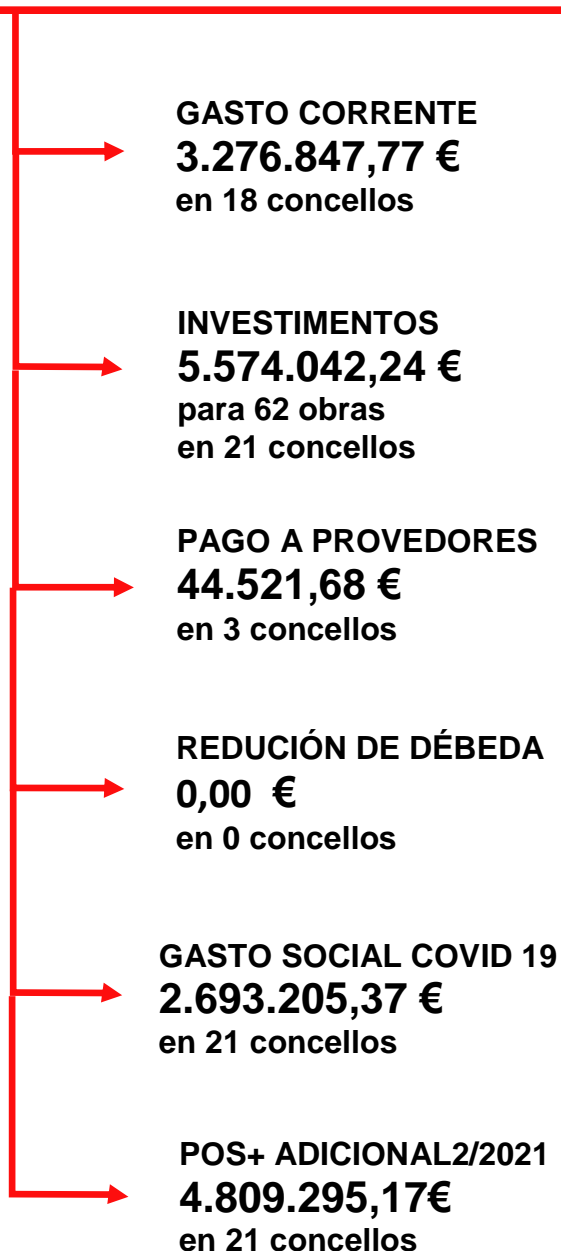 GASTO CORRENTE
3.276.847,77 €
en 18 concellos
INVESTIMENTOS
5.574.042,24 €
para 62 obras
en 21 concellos
PAGO A PROVEDORES
44.521,68 €
en 3 concellos
REDUCIÓN DE DÉBEDA
0,00 €
en 0 concellos
GASTO SOCIAL COVID 19
2.693.205,37 €
en 21 concellos
POS+ ADICIONAL2/2021
4.809.295,17€
en 21 concellos